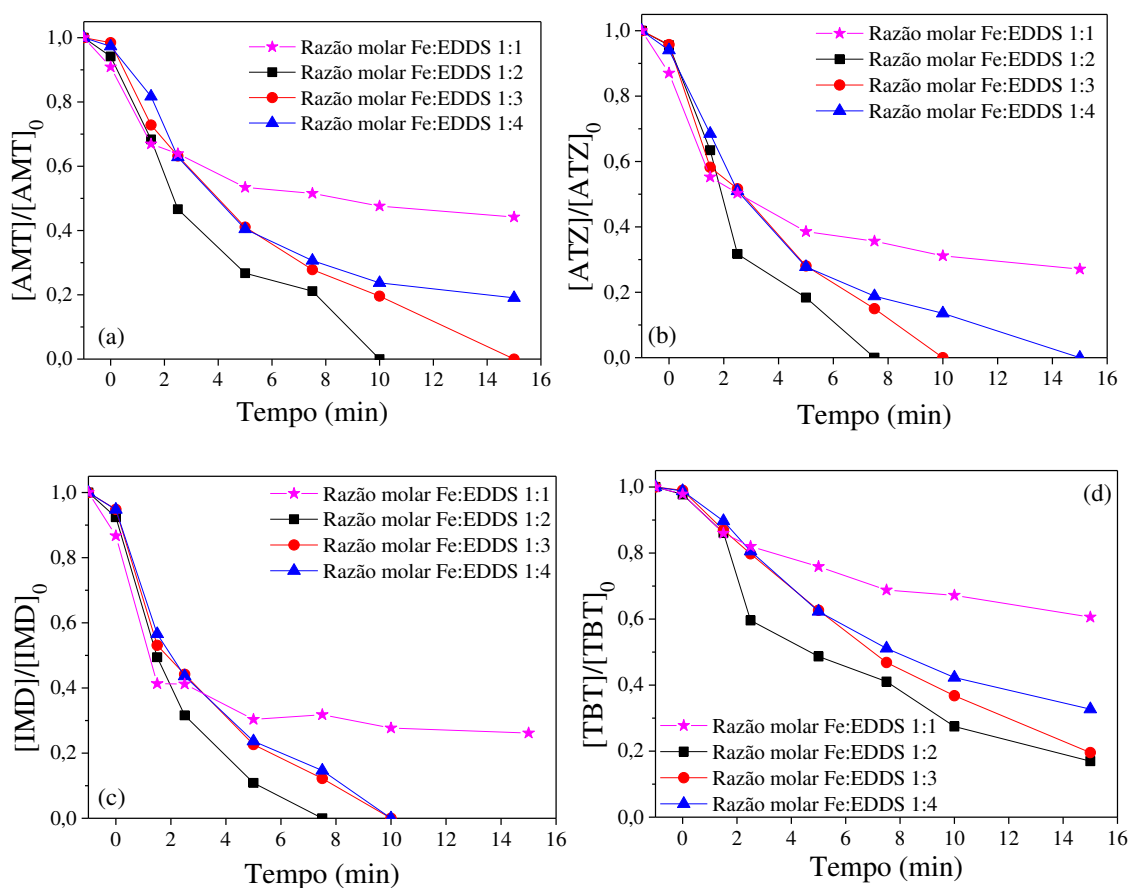 Razão molar Fe:EDDS 1:1
Razão molar Fe:EDDS 1:2
Razão molar Fe:EDDS 1:3
Razão molar Fe:EDDS 1:4
[AMT]/[AMT]0
1,0
0,8
0,6
0,4
0,2
0,0
(a)
0 2 4 6 8 10 12 14 16
Tempo (min)
Razão molar Fe:EDDS 1:1
Razão molar Fe:EDDS 1:2
Razão molar Fe:EDDS 1:3
Razão molar Fe:EDDS 1:4
[ATZ]/[ATZ]0
1,0
0,8
0,6
0,4
0,2
0,0
(b)
0 2 4 6 8 10 12 14 16
Tempo (min)
Razão molar Fe:EDDS 1:1
Razão molar Fe:EDDS 1:2
Razão molar Fe:EDDS 1:3
Razão molar Fe:EDDS 1:4
[IMD]/[IMD]0
1,0
0,8
0,6
0,4
0,2
0,0
(c)
0 2 4 6 8 10 12 14 16
Tempo (min)
(d)
[TBT]/[TBT]0
1,0
0,8
0,6
0,4
0,2
0,0
Razão molar Fe:EDDS 1:1
Razão molar Fe:EDDS 1:2
Razão molar Fe:EDDS 1:3
Razão molar Fe:EDDS 1:4
0 2 4 6 8 10 12 14 16
Tempo (min)